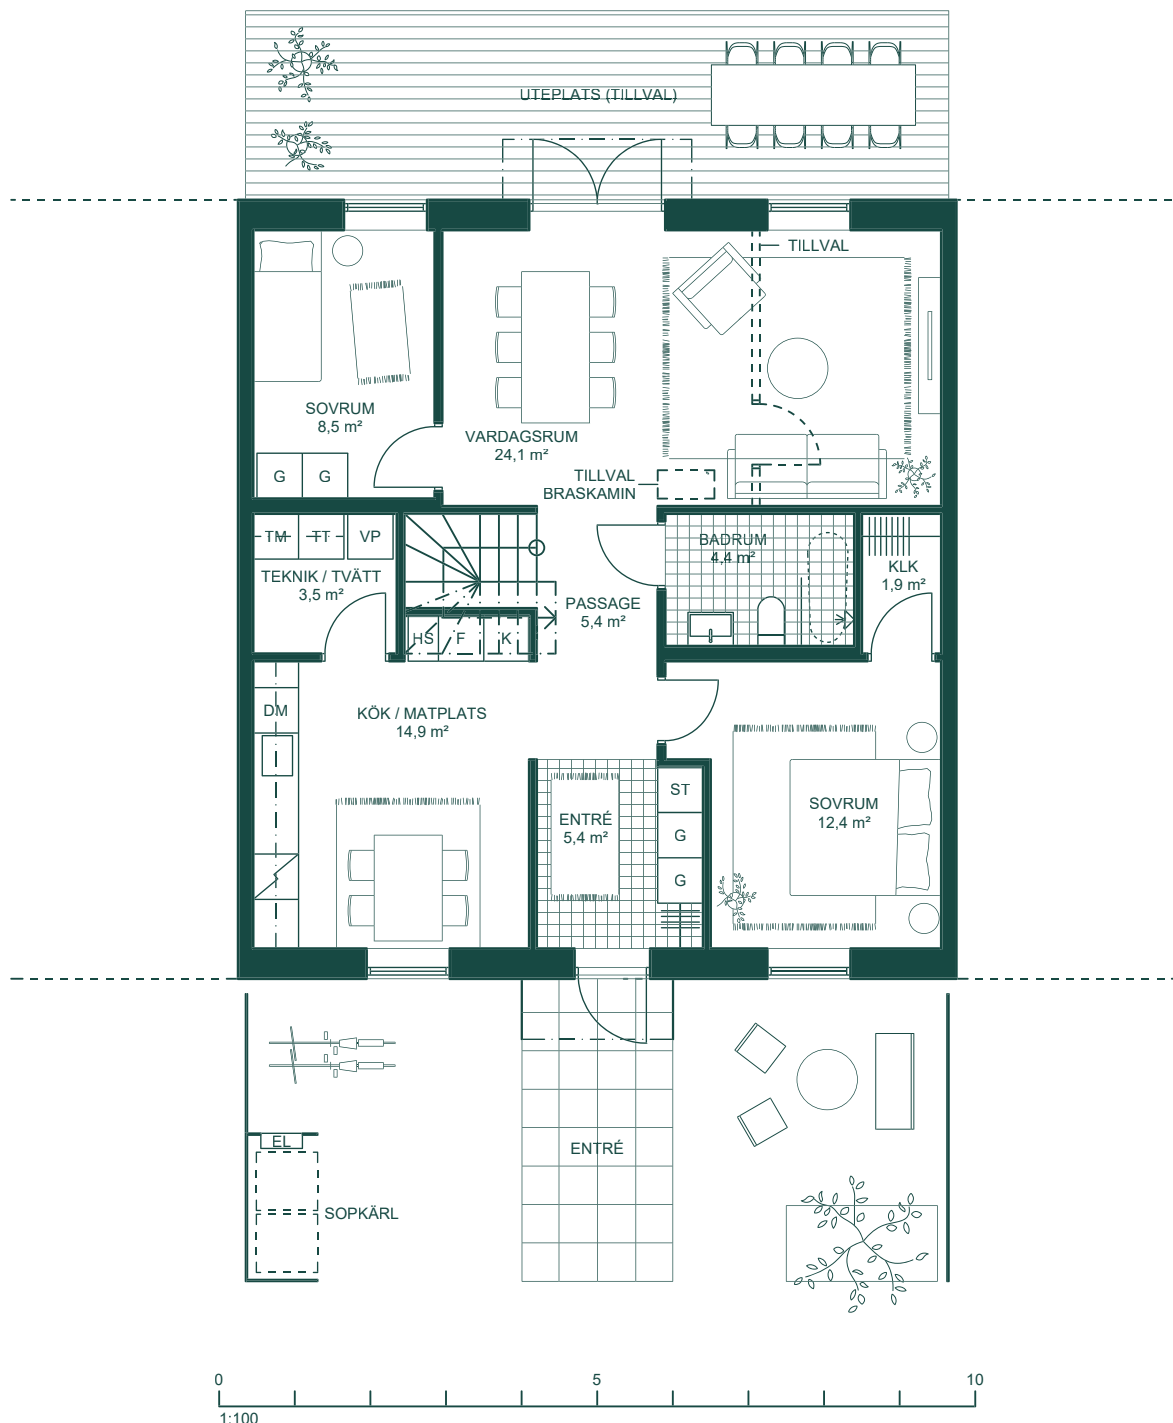 UTEPLATS (TILLVAL)
TILLVAL
SOVRUM
8,5 m²
VARDAGSRUM
24,1 m²
TILLVAL
BRASKAMIN
G
G
TM
TT
VP
TEKNIK / TVÄTT
3,5 m²
BADRUM
4,4 m²
KLK
1,9 m²
PASSAGE
5,4 m²
HS
F
K
DM
KÖK / MATPLATS
14,9 m²
ENTRÉ
5,4 m²
ST
G
G
SOVRUM
12,4 m²
EL
ENTRÉ
SOPKÄRL
0
5
10
1:100